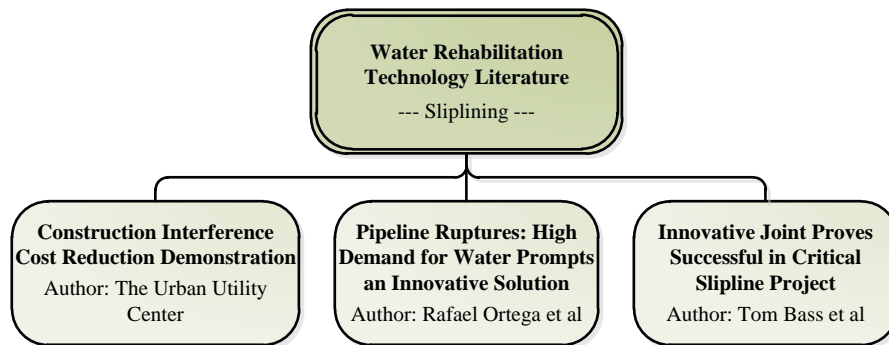 Water Rehabilitation
Technology Literature
--- Sliplining ---
Construction Interference
Cost Reduction Demonstration
Author: The Urban Utility
Center
Pipeline Ruptures: High
Demand for Water Prompts
an Innovative Solution
Author: Rafael Ortega et al
Innovative Joint Proves
Successful in Critical
Slipline Project
Author: Tom Bass et al